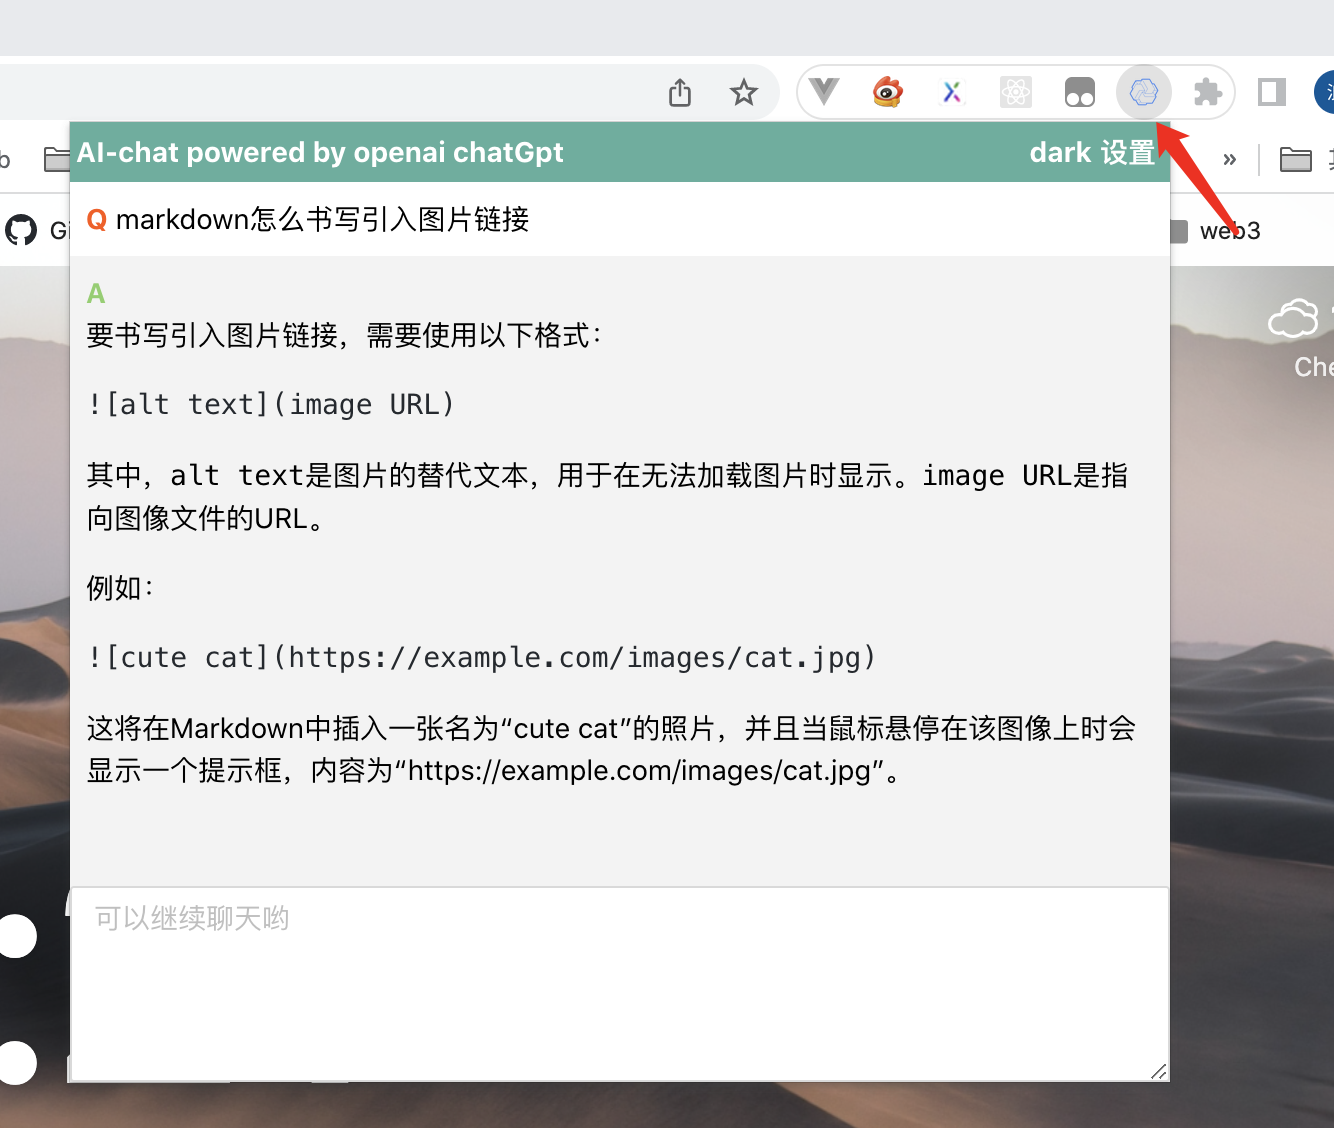 AI-chat powered by openai chatGpt
dark 设置
»
web3
Q markdown怎么书写引入图片链接
A
要书写引入图片链接，需要使用以下格式：
![alt text](image URL)
其中，alt text是图片的替代文本，用于在无法加载图片时显示。image URL是指
向图像文件的URL。
例如：
![cute cat](https://example.com/images/cat.jpg)
这将在Markdown中插入一张名为“cute cat”的照片，并且当鼠标悬停在该图像上时会
显示一个提示框，内容为“https://example.com/images/cat.jpg”。
可以继续聊天哟